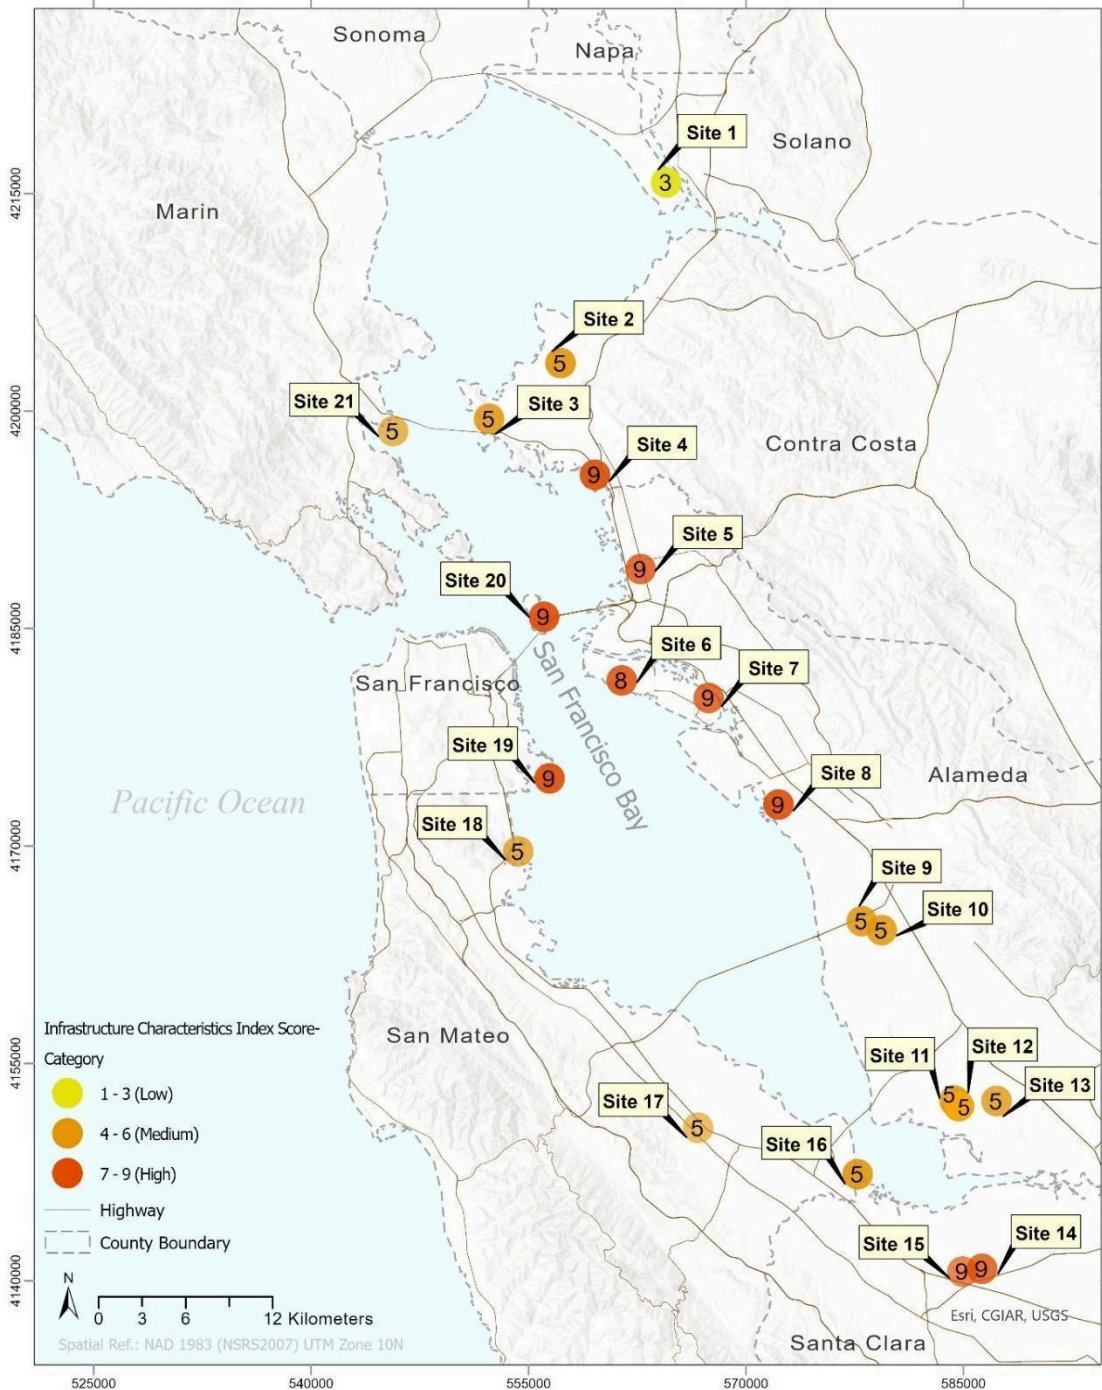 Sonoma
Napa
Site 1
Solano
3
4215000
Marin
Site 2
5
4200000
Site 21
5
5
Site 3
Site 4
Contra Costa
9
Site 5
9
Site 20
9
4185000
Site 6
San Francisco
8
Site 7
9
San Francisco Bay
Site 19
9
Site 8
Alameda
9
Pacific Ocean
Site 18
5
4170000
Site 9
5
5
Site 10
Infrastructure Characteristics Index Score-
Category
San Mateo
Site 11
Site 12
4155000
1 - 3 (Low)
5
5
5
Site 13
Site 17
5
4 - 6 (Medium)
Site 16
5
7 - 9 (High)
Highway
County Boundary
Site 15
9
9
Site 14
4140000
N
0 3 6 12 Kilometers
Esri, CGIAR, USGS
Spatial Ref.: NAD 1983 (NSRS2007) UTM Zone 10N
Santa Clara
525000 540000 555000 570000 585000